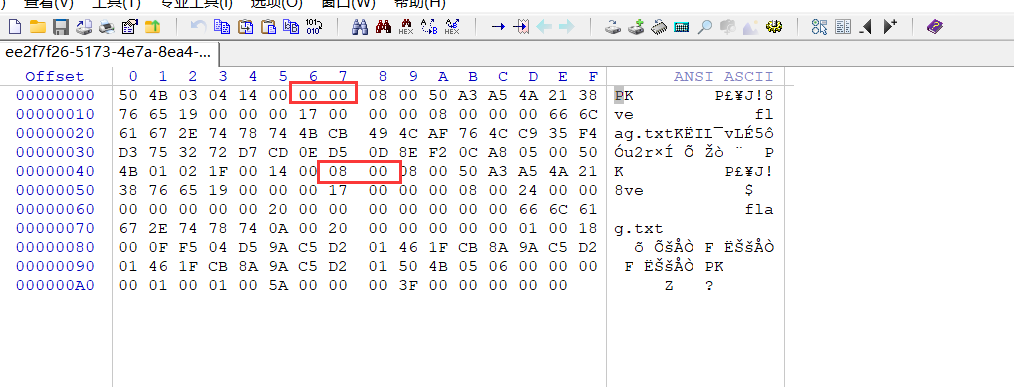 ) 查看(V) 工具(T) 专业工具(I) 选项(O) 窗口(W) 帮助(H)
ee2f7f26-5173-4e7a-8ea4-...
Offset 0 1 2 3 4 5 6 7 8 9 A B C D E F ANSI ASCII
00000000 50 4B 03 04 14 00 00 00 08 00 50 A3 A5 4A 21 38 PK P£¥J!8
00000010 76 65 19 00 00 00 17 00 00 00 08 00 00 00 66 6C ve fl
00000020 61 67 2E 74 78 74 4B CB 49 4C AF 76 4C C9 35 F4 ag.txtKËIL¯vLÉ5ô
00000030 D3 75 32 72 D7 CD 0E D5 0D 8E F2 0C A8 05 00 50 Óu2r×Í Õ Žò ¨ P
00000040 4B 01 02 1F 00 14 00 08 00 08 00 50 A3 A5 4A 21 K P£¥J!
00000050 38 76 65 19 00 00 00 17 00 00 00 08 00 24 00 00 8ve $
00000060 00 00 00 00 00 20 00 00 00 00 00 00 00 66 6C 61 fla
00000070 67 2E 74 78 74 0A 00 20 00 00 00 00 00 01 00 18 g.txt
00000080 00 0F F5 04 D5 9A C5 D2 01 46 1F CB 8A 9A C5 D2 õ ÕšÅÒ F ËŠšÅÒ
00000090 01 46 1F CB 8A 9A C5 D2 01 50 4B 05 06 00 00 00 F ËŠšÅÒ PK
000000A0 00 01 00 01 00 5A 00 00 00 3F 00 00 00 00 00 Z ?